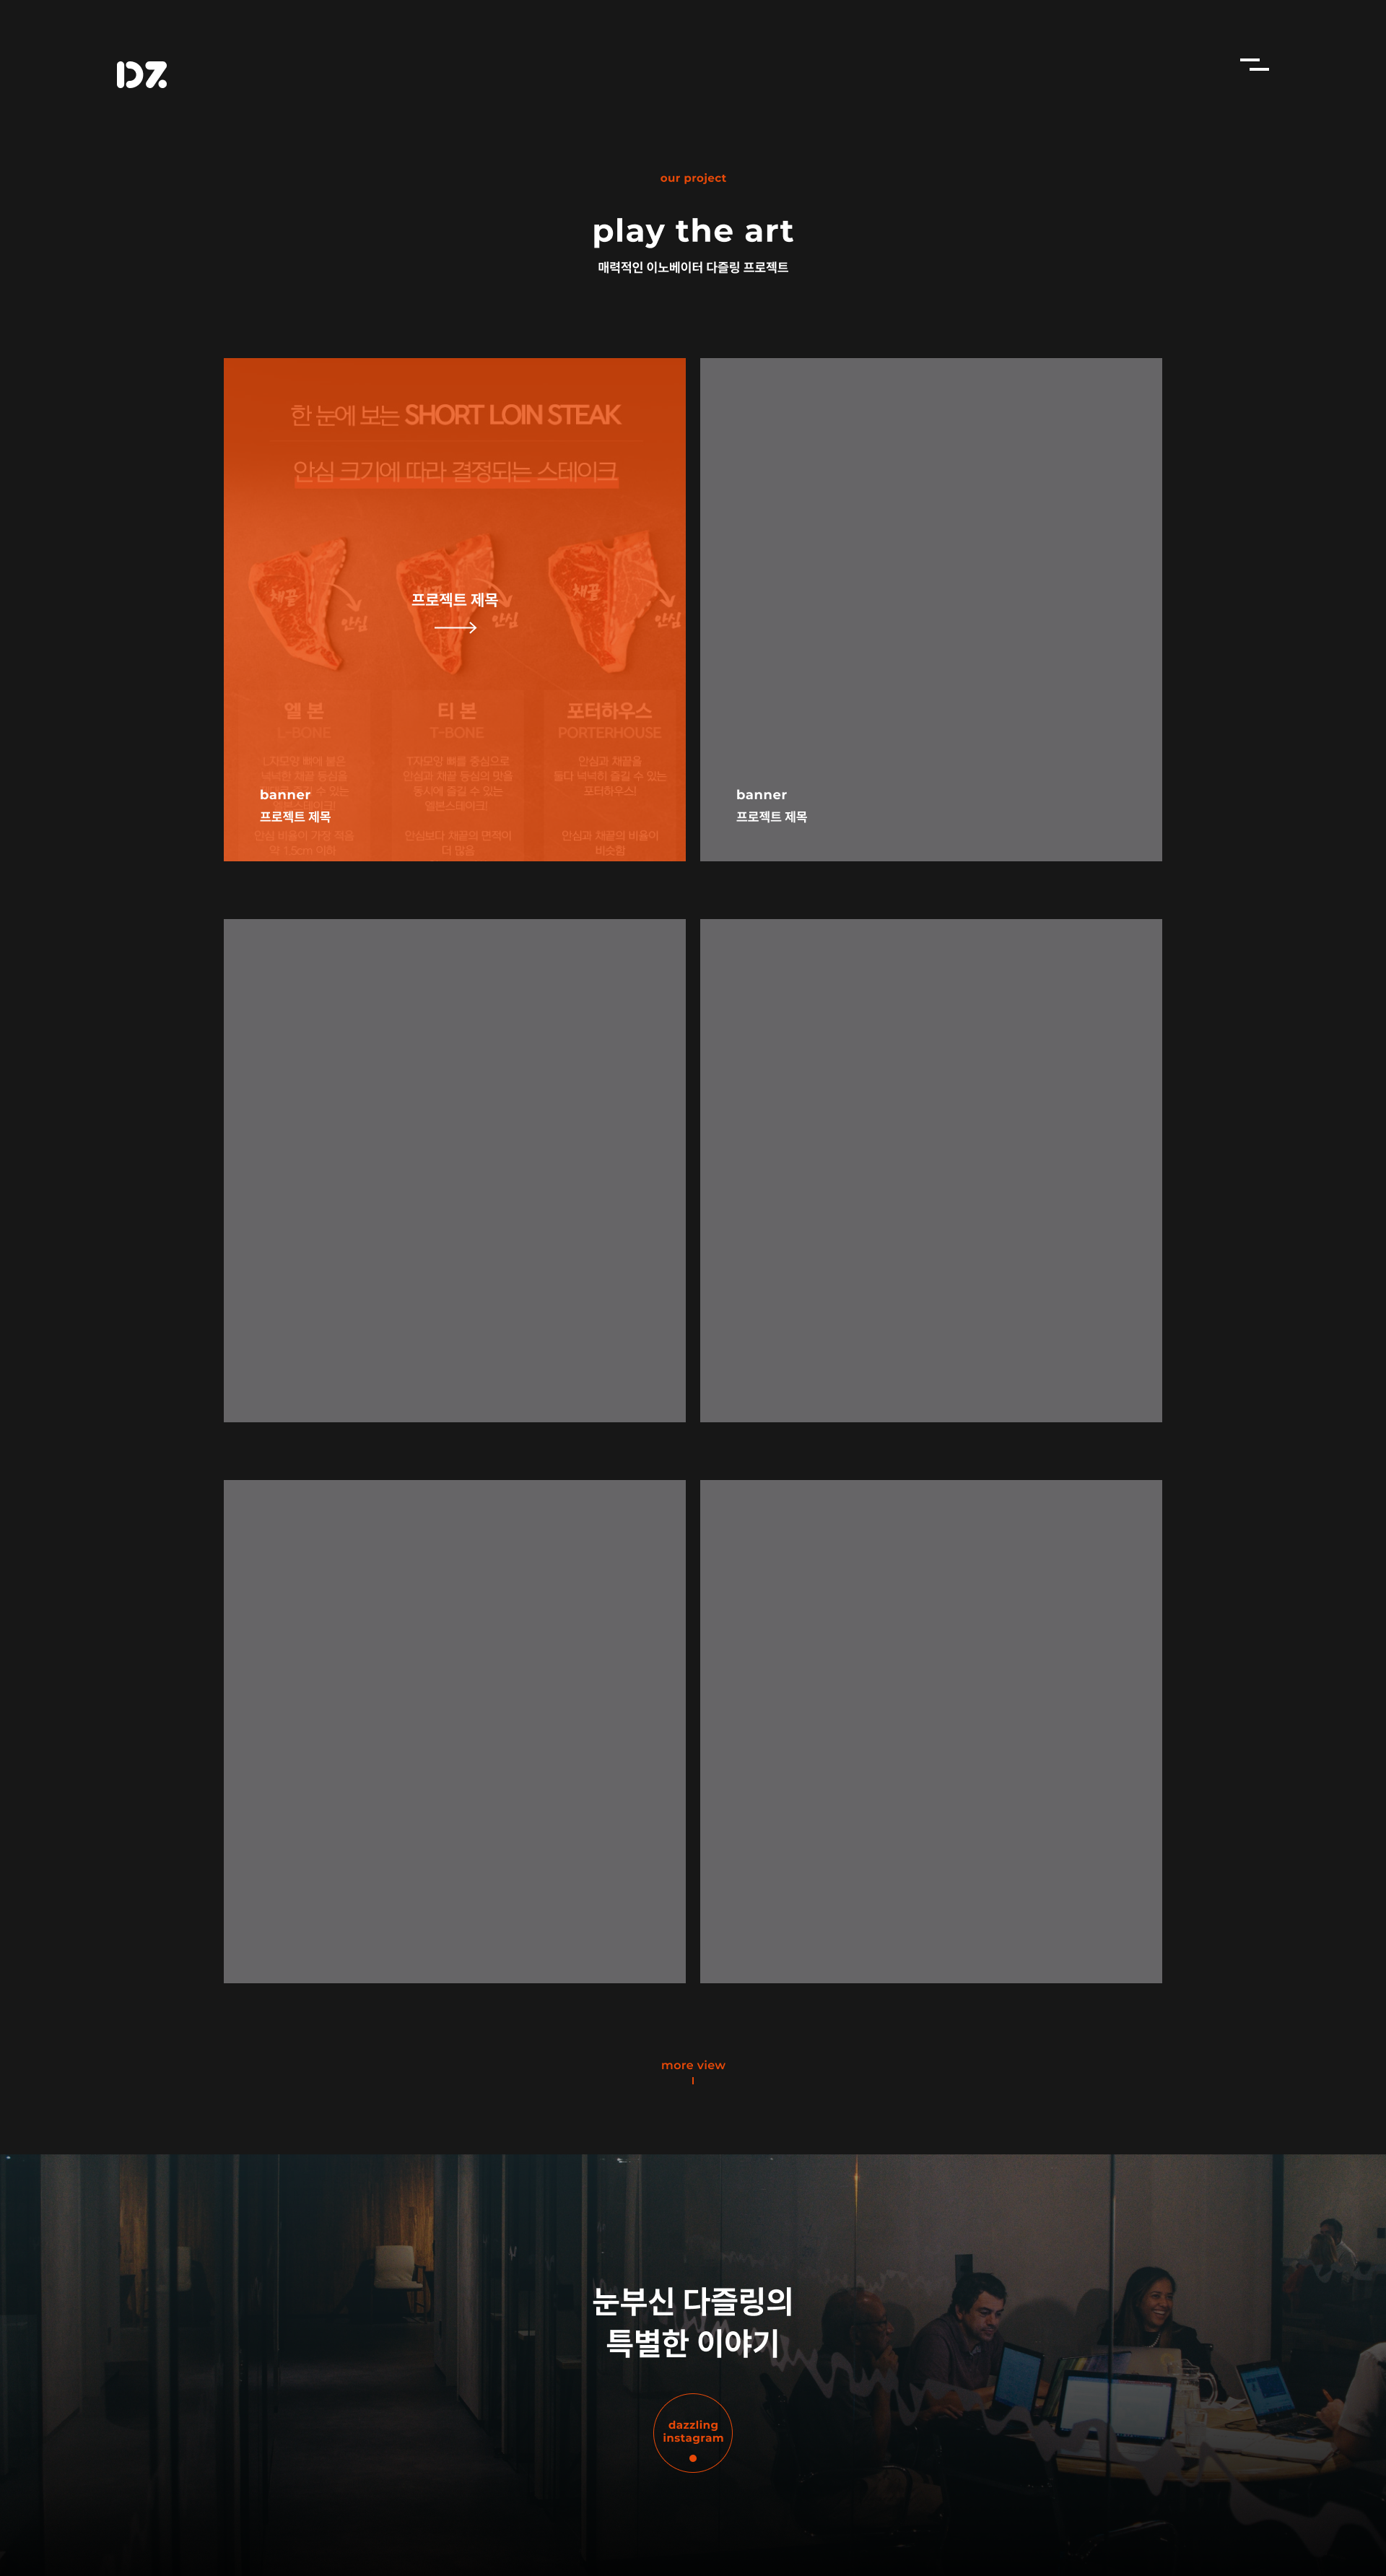 DZ
our project
play the art
매력적인 이노베이터 다즐링 프로젝트
한 눈에 보는 SHORT LOIN STEAK
안심 크기에 따라 결정되는 스테이크
채끝
안심
프로젝트 제목
안심
채끝
안심
엘 본
L-BONE
L자모양 뼈에 붙은
넉넉한 채끝 등심을
수 있는
티 본
T-BONE
T자모양 뼈를 중심으로
안심과 채끝 등심의 맛을
동시에 즐길 수 있는
엘본스테이크!
안심보다 채끝의 면적이
더 많음
포터하우스
PORTERHOUSE
안심과 채끝을
둘다 넉넉히 즐길 수 있는
포터하우스!
안심과 채끝의 비율이
비슷함
banner
프로젝트 제목
안심 비율이 가장 적음
약 1.5cm 이하
banner
프로젝트 제목
more view
눈부신 다즐링의
특별한 이야기
dazzling
instagram